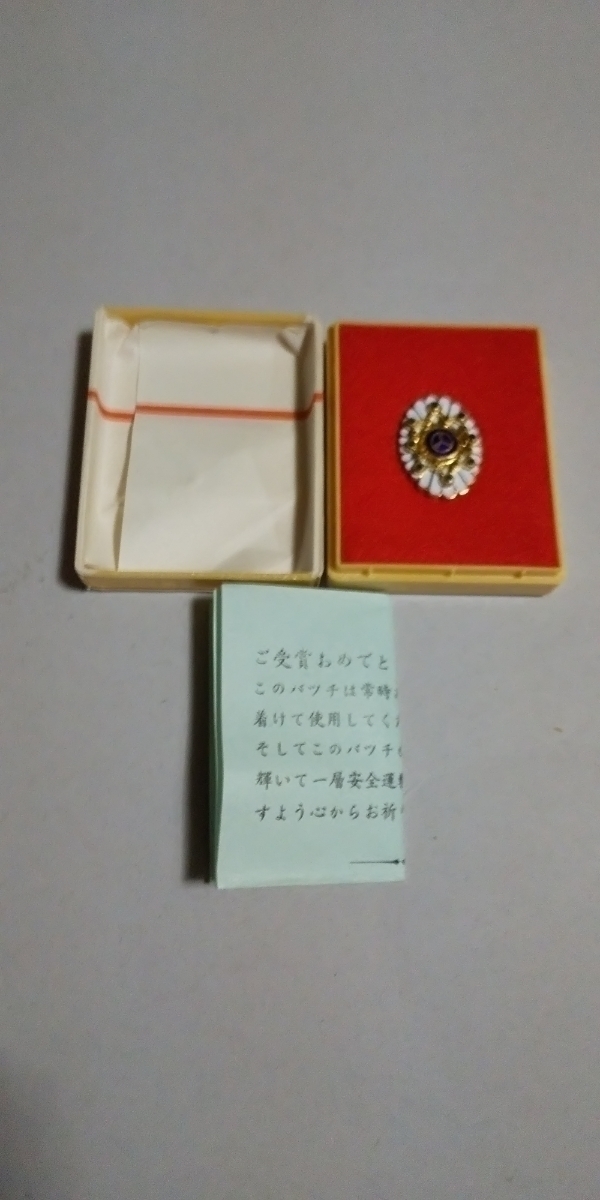 ご受賞おめでと
このバツチは常時
着けて使用してく
そしてこのバツチ
輝いて一層安全運
すよう心からお祈